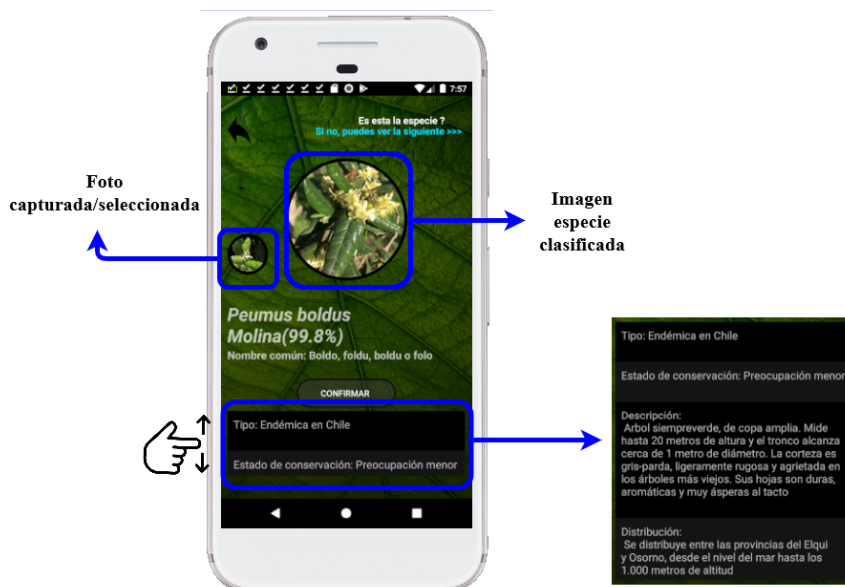 7:57
Es esta la especie ?
Si no, puedes ver la siguiente >>>
Foto
capturada/seleccionada
Imagen
especie
clasificada
Peumus boldus
Molina(99.8%)
Nombre común: Boldo, foldu, boldu o folo
CONFIRMAR
Tipo: Endémica en Chile
Estado de conservación: Preocupación menor
Tipo: Endémica en Chile
Estado de conservación: Preocupación menor
Descripción:
Arbol siempreverde, de copa amplia. Mide
hasta 20 metros de altura y el tronco alcanza
cerca de 1 metro de diámetro. La corteza es
gris-parda, ligeramente rugosa y agrietada en
los árboles más viejos. Sus hojas son duras,
aromáticas y muy ásperas al tacto
Distribución:
Se distribuye entre las provincias del Elqui
y Osorno, desde el nivel del mar hasta los
1.000 metros de altitud